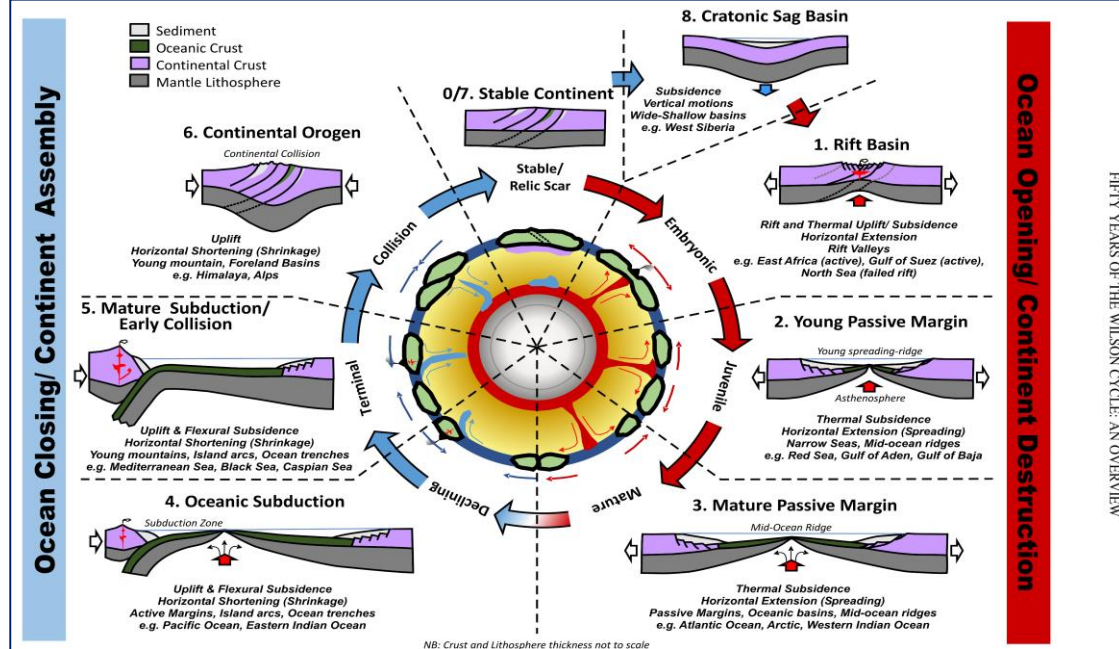 Ocean Closing/ Continent Assembly
Sediment
Oceanic Crust
Continental Crust
Mantle Lithosphere
0/7. Stable Continent
8. Cratonic Sag Basin
Subsidence
Vertical motions
Wide-Shallow basins
e.g. West Siberia
1. Rift Basin
Rift and Thermal Uplift/ Subsidence
Horizontal Extension
Rift Valleys
e.g. East Africa (active), Gulf of Suez (active),
North Sea (failed rift)
2. Young Passive Margin
Young spreading-ridge
Asthenosphere
Thermal Subsidence
Horizontal Extension (Spreading)
Narrow Seas, Mid-ocean ridges
e.g. Red Sea, Gulf of Aden, Gulf of Baja
3. Mature Passive Margin
Mid-Ocean Ridge
Thermal Subsidence
Horizontal Extension (Spreading)
Passive Margins, Oceanic basins, Mid-ocean ridges
e.g. Atlantic Ocean, Arctic, Western Indian Ocean
4. Oceanic Subduction
Subduction Zone
Uplift & Flexural Subsidence
Horizontal Shortening (Shrinkage)
Active Margins, Island arcs, Ocean trenches
e.g. Pacific Ocean, Eastern Indian Ocean
5. Mature Subduction/
Early Collision
Uplift & Flexural Subsidence
Horizontal Shortening (Shrinkage)
Young mountains, Island arcs, Ocean trenches
e.g. Mediterranean Sea, Black Sea, Caspian Sea
6. Continental Orogen
Continental Collision
Uplift
Horizontal Shortening (Shrinkage)
Young mountain, Foreland Basins
e.g. Himalaya, Alps
Stable/
Relic Scar
Embryonic
Juvenile
Mature
Declining
Terminal
Collision
NB: Crust and Lithosphere thickness not to scale
Ocean Opening/ Continent Destruction
FIFTY YEARS OF THE WILSON CYCLE: AN OVERVIEW